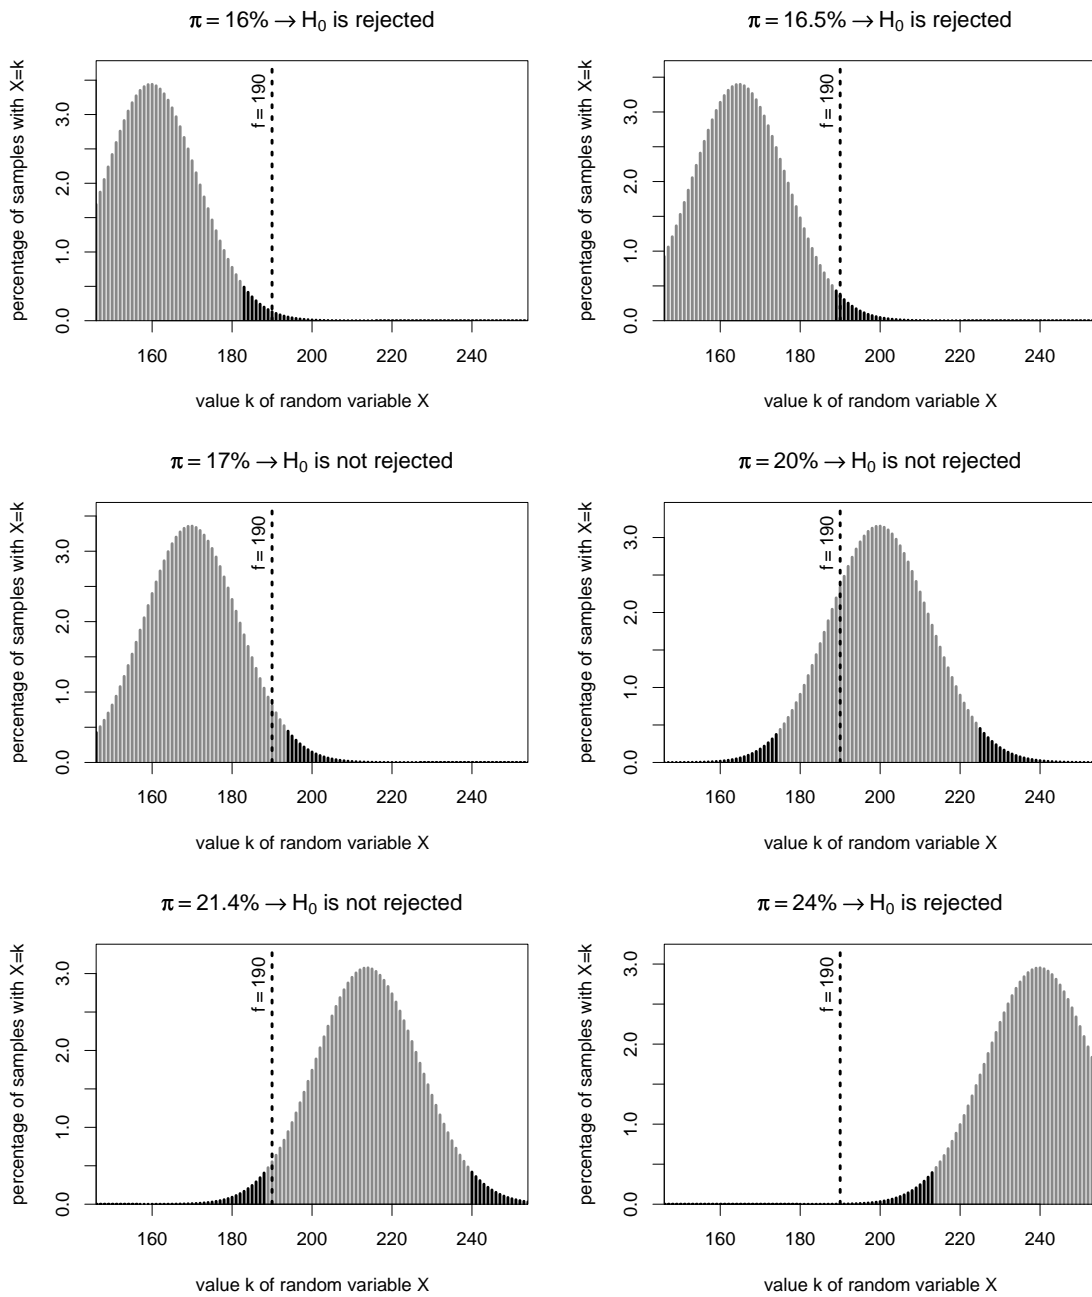 π = 16% → H0 is rejected
percentage of samples with X=k
0.0 1.0 2.0 3.0
f = 190
160 180 200 220 240
value k of random variable X
π = 16.5% → H0 is rejected
percentage of samples with X=k
0.0 1.0 2.0 3.0
f = 190
160 180 200 220 240
value k of random variable X
π = 17% → H0 is not rejected
percentage of samples with X=k
0.0 1.0 2.0 3.0
f = 190
160 180 200 220 240
value k of random variable X
π = 20% → H0 is not rejected
percentage of samples with X=k
0.0 1.0 2.0 3.0
f = 190
160 180 200 220 240
value k of random variable X
π = 21.4% → H0 is not rejected
percentage of samples with X=k
0.0 1.0 2.0 3.0
f = 190
160 180 200 220 240
value k of random variable X
π = 24% → H0 is rejected
percentage of samples with X=k
0.0 1.0 2.0 3.0
f = 190
160 180 200 220 240
value k of random variable X